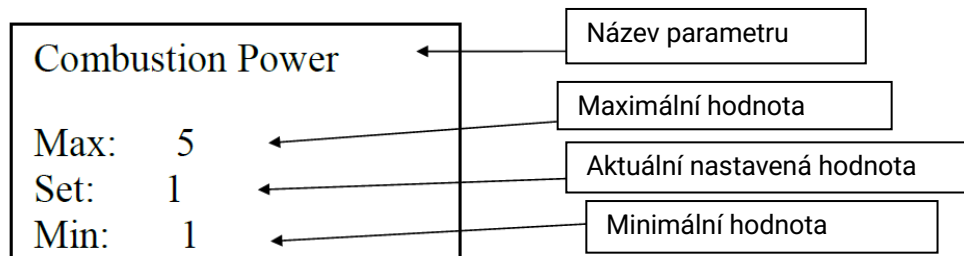 Combustion Power
Název parametru
Maximální hodnota
Max: 5
Aktuální nastavená hodnota
Set: 1
Minimální hodnota
Min: 1